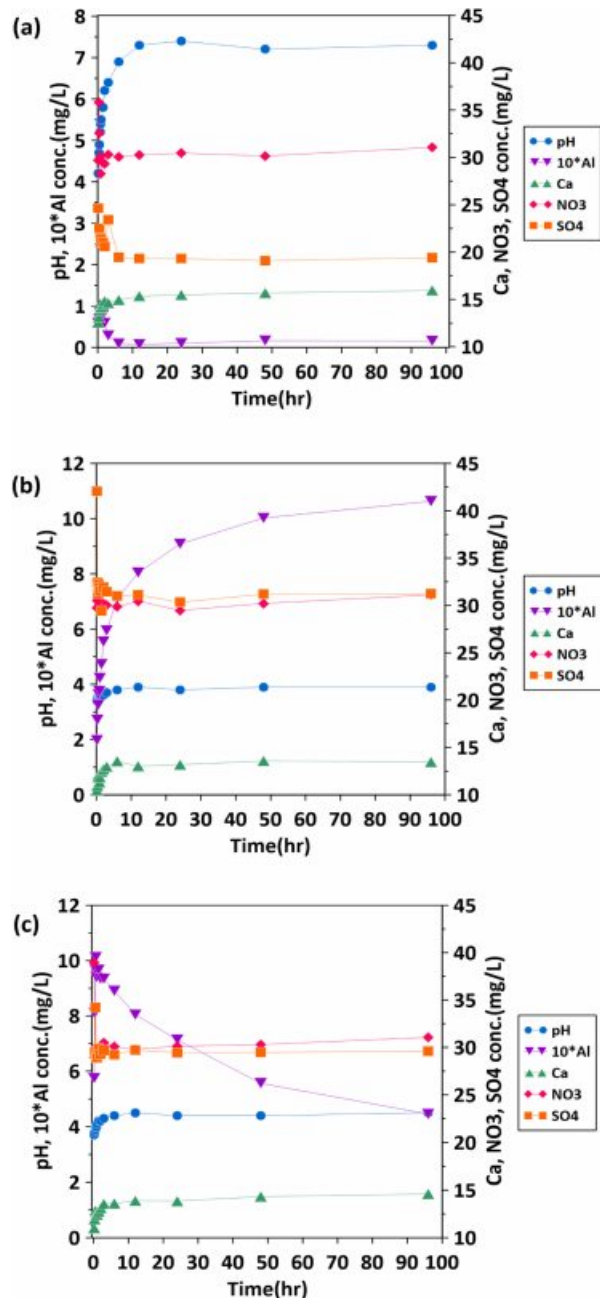 (a)
8
7
6
5
4
3
2
1
0
45
40
35
30
25
20
15
10
0 10 20 30 40 50 60 70 80 90 100
pH, 10*Al conc.(mg/L)
Ca, NO3, SO4 conc.(mg/L)
Time(hr)
pH
10*Al
Ca
NO3
SO4
(b)
12
10
8
6
4
2
0
45
40
35
30
25
20
15
10
0 10 20 30 40 50 60 70 80 90 100
pH, 10*Al conc.(mg/L)
Ca, NO3, SO4 conc.(mg/L)
Time(hr)
pH
10*Al
Ca
NO3
SO4
(c)
12
10
8
6
4
2
0
45
40
35
30
25
20
15
10
0 10 20 30 40 50 60 70 80 90 100
pH, 10*Al conc.(mg/L)
Ca, NO3, SO4 conc.(mg/L)
Time(hr)
pH
10*Al
Ca
NO3
SO4